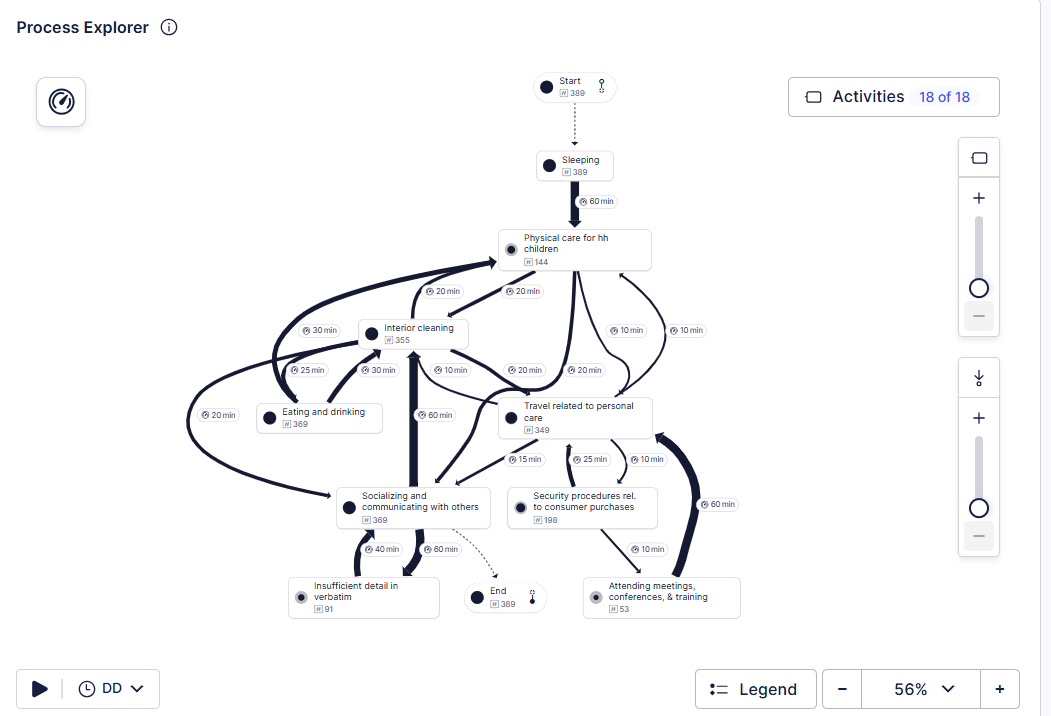 Process Explorer
Start
# 389
Activities 18 of 18
Sleeping
# 389
60 min
Physical care for hh
children
# 144
20 min
20 min
30 min
Interior cleaning
# 355
10 min
10 min
25 min
30 min
10 min
20 min
20 min
20 min
Eating and drinking
# 369
60 min
Travel related to personal
care
# 349
15 min
25 min
10 min
Socializing and
communicating with others
# 369
Security procedures rel.
to consumer purchases
# 198
60 min
40 min
60 min
10 min
Insufficient detail in
verbatim
# 91
End
# 389
Attending meetings,
conferences, & training
# 53
DD
Legend
56%